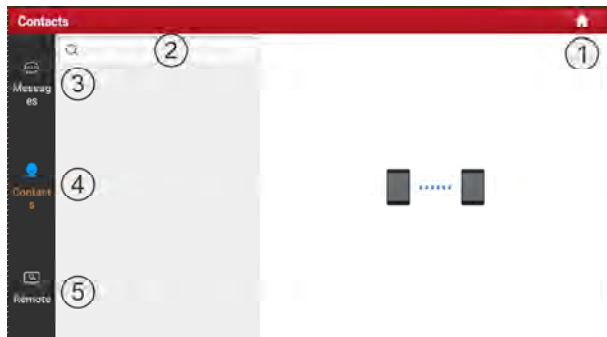 Contacts
②
①
③
Messag
es
④
Contact
s
⑤
Remote